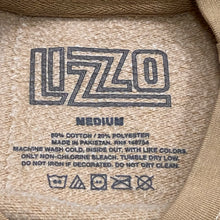 LIZZO
MEDIUM
80% COTTON / 20% POLYESTER
MADE IN PAKISTAN. RN# 168754
MACHINE WASH COLD, INSIDE OUT, WITH LIKE COLORS.
ONLY NON-CHLORINE BLEACH. TUMBLE DRY LOW.
DO NOT IRON IF DECORATED. DO NOT DRY CLEAN.